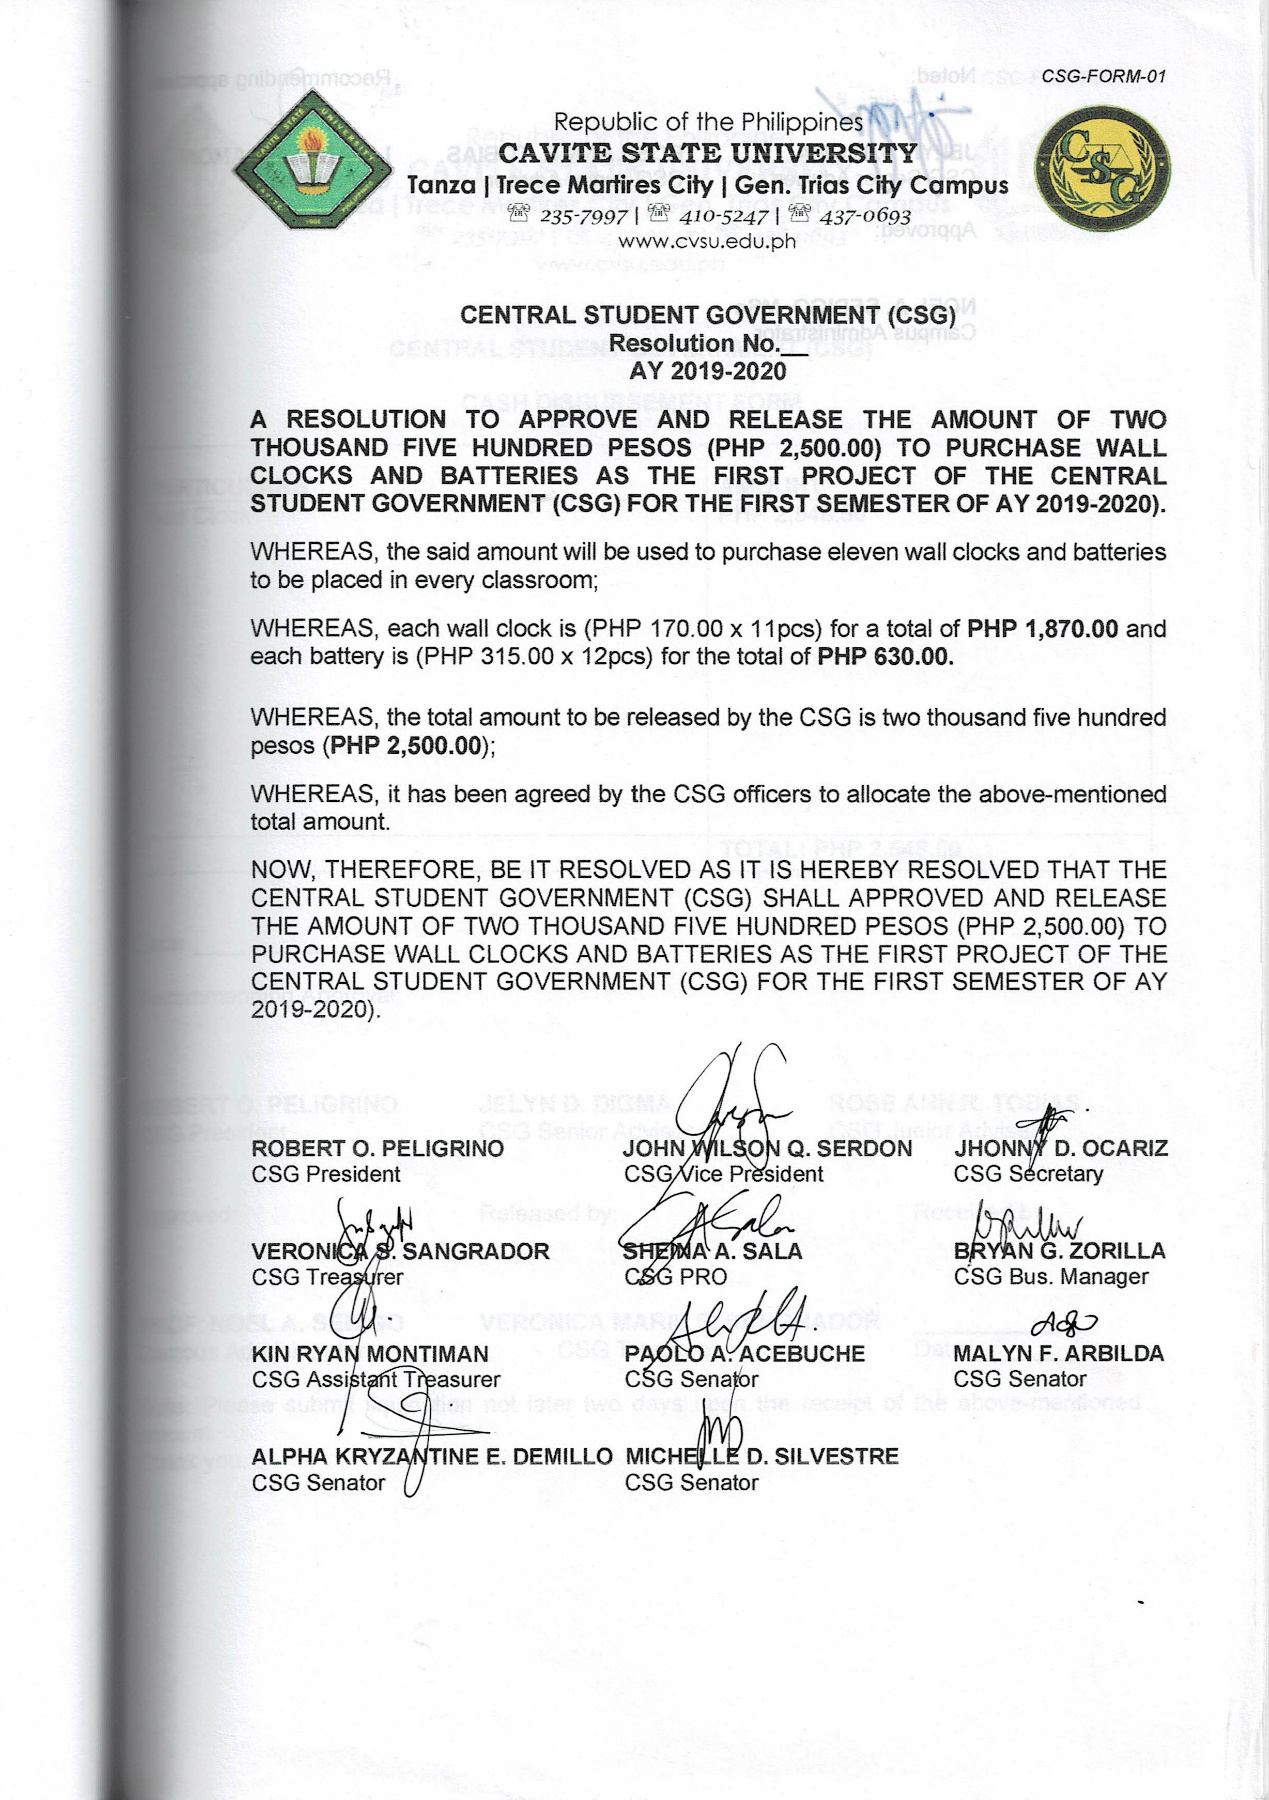 CSG-FORM-01
Republic of the Philippines
CAVITE STATE UNIVERSITY
Tanza | Trece Martires City | Gen. Trias City Campus
☏ 235-7997 | ☏ 410-5247 | ☏ 437-0693
www.cvsu.edu.ph
CSG
CENTRAL STUDENT GOVERNMENT (CSG)
Resolution No.__
AY 2019-2020
A RESOLUTION TO APPROVE AND RELEASE THE AMOUNT OF TWO
THOUSAND FIVE HUNDRED PESOS (PHP 2,500.00) TO PURCHASE WALL
CLOCKS AND BATTERIES AS THE FIRST PROJECT OF THE CENTRAL
STUDENT GOVERNMENT (CSG) FOR THE FIRST SEMESTER OF AY 2019-2020).
WHEREAS, the said amount will be used to purchase eleven wall clocks and batteries
to be placed in every classroom;
WHEREAS, each wall clock is (PHP 170.00 x 11pcs) for a total of PHP 1,870.00 and
each battery is (PHP 315.00 x 12pcs) for the total of PHP 630.00.
WHEREAS, the total amount to be released by the CSG is two thousand five hundred
pesos (PHP 2,500.00);
WHEREAS, it has been agreed by the CSG officers to allocate the above-mentioned
total amount.
NOW, THEREFORE, BE IT RESOLVED AS IT IS HEREBY RESOLVED THAT THE
CENTRAL STUDENT GOVERNMENT (CSG) SHALL APPROVED AND RELEASE
THE AMOUNT OF TWO THOUSAND FIVE HUNDRED PESOS (PHP 2,500.00) TO
PURCHASE WALL CLOCKS AND BATTERIES AS THE FIRST PROJECT OF THE
CENTRAL STUDENT GOVERNMENT (CSG) FOR THE FIRST SEMESTER OF AY
2019-2020).
ROBERT O. PELIGRINO JOHN WILSON Q. SERDON JHONNY D. OCARIZ
CSG President CSG Vice President CSG Secretary
VERONICA S. SANGRADOR SHEINA A. SALA BRYAN G. ZORILLA
CSG Treasurer CSG PRO CSG Bus. Manager
KIN RYAN MONTIMAN PAOLO A. ACEBUCHE MALYN F. ARBILDA
CSG Assistant Treasurer CSG Senator CSG Senator
ALPHA KRYZANTINE E. DEMILLO MICHELLE D. SILVESTRE
CSG Senator CSG Senator